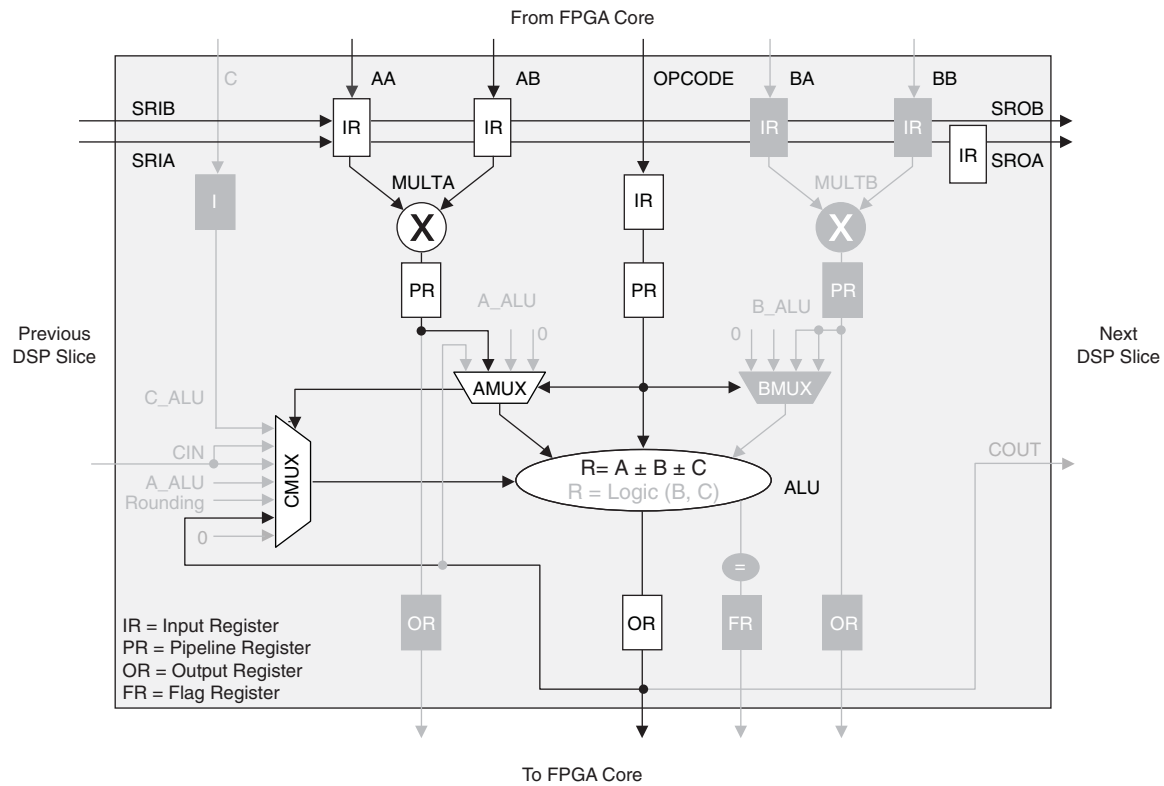 From FPGA Core
C
AA
AB
OPCODE
BA
BB
SRIB
SROB
IR
IR
IR
IR
IR
SRIA
SROA
MULTA
MULTB
I
IR
X
X
PR
PR
PR
A_ALU
B_ALU
Previous
DSP Slice
0
0
Next
DSP Slice
AMUX
BMUX
C_ALU
CIN
A_ALU
Rounding
0
CMUX
R= A ± B ± C
R = Logic (B, C)
ALU
COUT
=
OR
OR
FR
OR
IR = Input Register
PR = Pipeline Register
OR = Output Register
FR = Flag Register
To FPGA Core